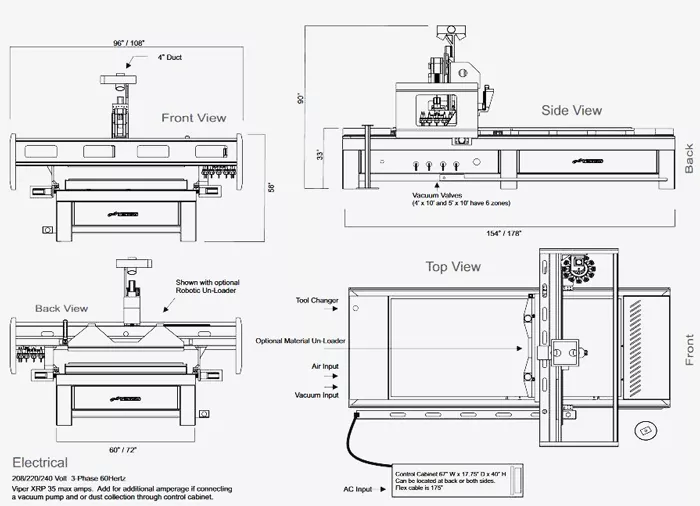 96" / 108"
4" Duct
Front View
58"
90"
33"
Side View
Back
Vacuum Valves
(4' x 10' and 5' x 10' have 6 zones)
154" / 178"
Back View
Shown with optional
Robotic Un-Loader
60" / 72"
Top View
Tool Changer
Optional Material Un-Loader
Air Input
Vacuum Input
Front
Control Cabinet 67" W x 17.75" D x 40" H
Can be located at back or both sides.
Flex cable is 175"
AC Input
Electrical
208/220/240 Volt 3-Phase 60Hertz
Viper XRP 35 max amps. Add for additional amperage if connecting
a vacuum pump and or dust collection through control cabinet.